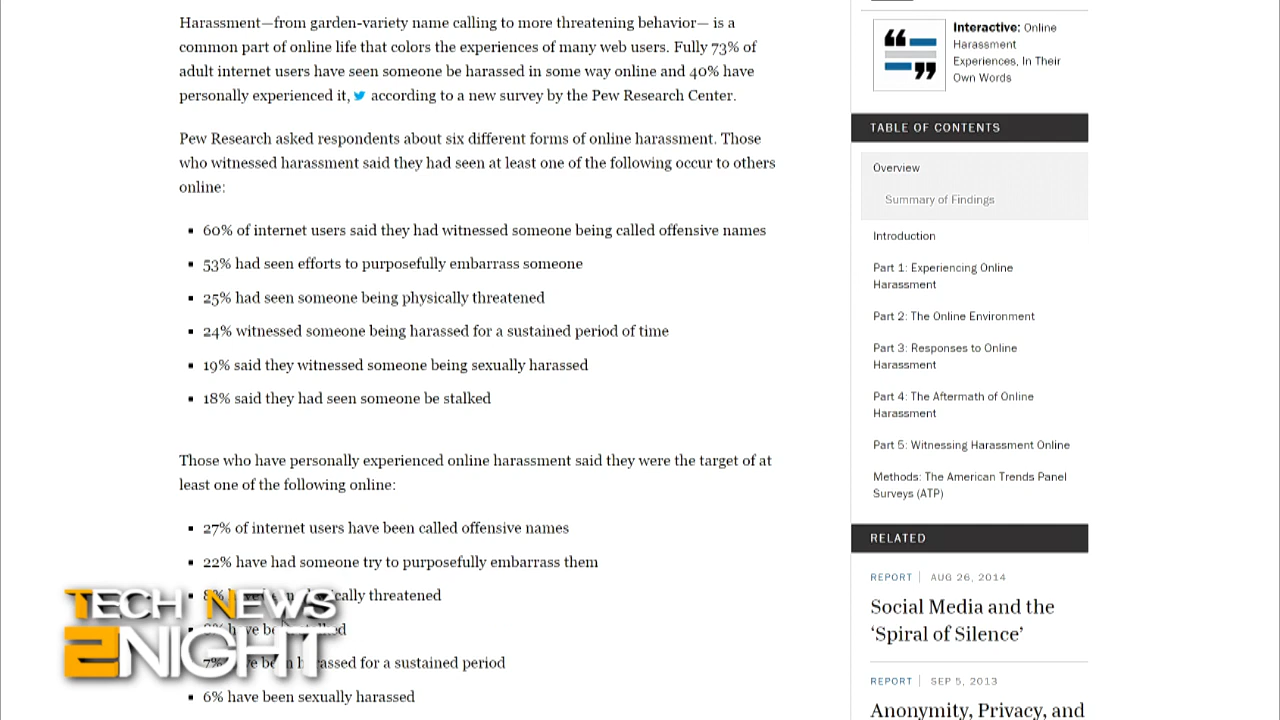 Harassment—from garden-variety name calling to more threatening behavior— is a
common part of online life that colors the experiences of many web users. Fully 73% of
adult internet users have seen someone be harassed in some way online and 40% have
personally experienced it, according to a new survey by the Pew Research Center.
Pew Research asked respondents about six different forms of online harassment. Those
who witnessed harassment said they had seen at least one of the following occur to others
online:
60% of internet users said they had witnessed someone being called offensive names
53% had seen efforts to purposefully embarrass someone
25% had seen someone being physically threatened
24% witnessed someone being harassed for a sustained period of time
19% said they witnessed someone being sexually harassed
18% said they had seen someone be stalked
Those who have personally experienced online harassment said they were the target of at
least one of the following online:
27% of internet users have been called offensive names
22% have had someone try to purposefully embarrass them
8% threatened
7% for a sustained period
6% have been sexually harassed
TECH NEWS
2NIGHT
Interactive: Online
Harassment
Experiences, In Their
Own Words
TABLE OF CONTENTS
Overview
Summary of Findings
Introduction
Part 1: Experiencing Online
Harassment
Part 2: The Online Environment
Part 3: Responses to Online
Harassment
Part 4: The Aftermath of Online
Harassment
Part 5: Witnessing Harassment Online
Methods: The American Trends Panel
Surveys (ATP)
RELATED
REPORT | AUG 26, 2014
Social Media and the
‘Spiral of Silence’
REPORT | SEP 5, 2013
Anonymity, Privacy, and